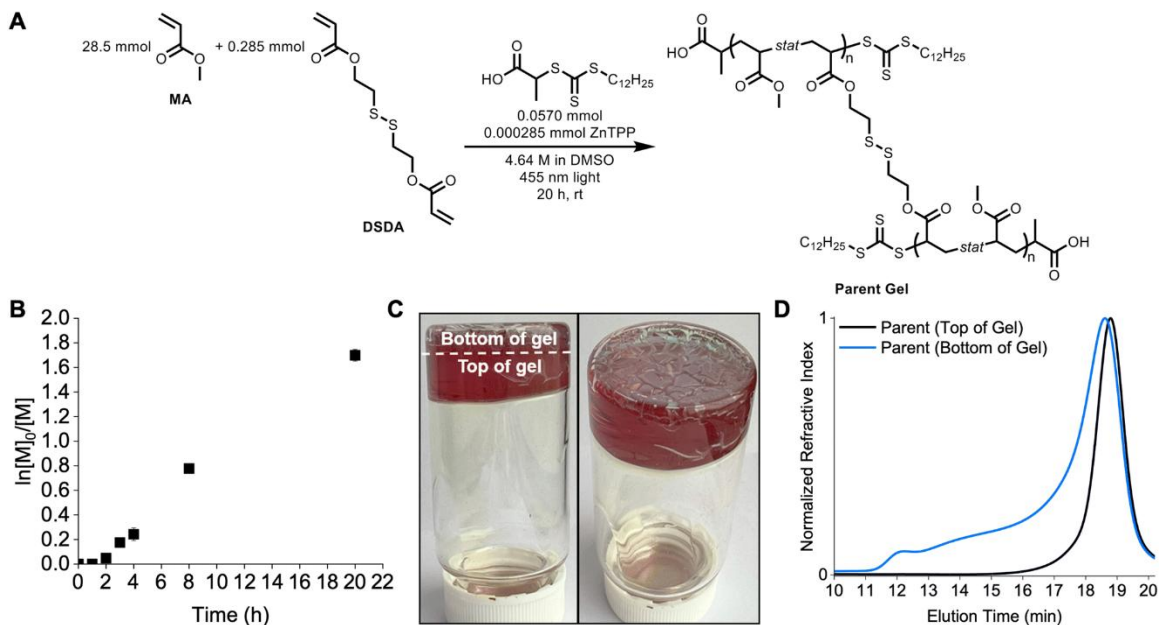 A
28.5 mmol
O
O
MA
+ 0.285 mmol
O
O
S
S
O
O
DSDA
O
HO
S
S
C12H25
S
0.0570 mmol
0.000285 mmol ZnTPP
4.64 M in DMSO
455 nm light
20 h, rt
O
HO
stat
n
S
S
C12H25
S
O
O
O
O
S
S
O
O
O
O
S
C12H25
S
S
stat
n
OH
O
Parent Gel
B
ln[M]0/[M]
2.0
1.8
1.6
1.4
1.2
1.0
0.8
0.6
0.4
0.2
0.0
0 2 4 6 8 10 12 14 16 18 20 22
Time (h)
C
Bottom of gel
Top of gel
D
Normalized Refractive Index
1
0
Parent (Top of Gel)
Parent (Bottom of Gel)
10 11 12 13 14 15 16 17 18 19 20
Elution Time (min)